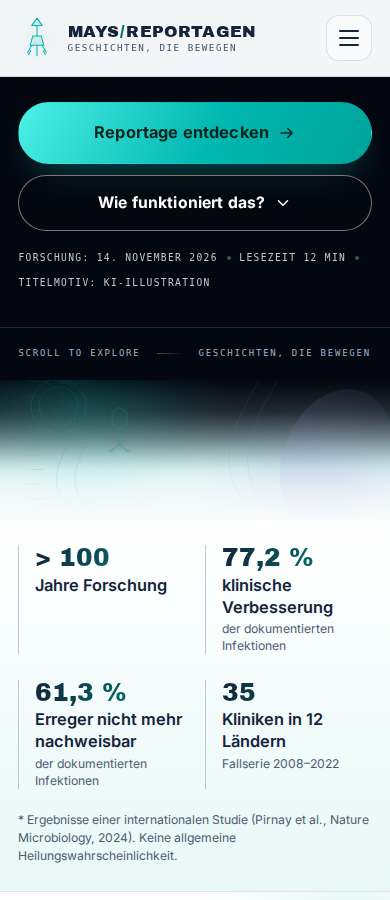 MAYS/REPORTAGEN
GESCHICHTEN, DIE BEWEGEN
Reportage entdecken →
Wie funktioniert das?
FORSCHUNG: 14. NOVEMBER 2026 • LESEZEIT 12 MIN •
TITELMOTIV: KI-ILLUSTRATION
SCROLL TO EXPLORE
GESCHICHTEN, DIE BEWEGEN
> 100
Jahre Forschung
77,2 %
klinische
Verbesserung
der dokumentierten
Infektionen
61,3 %
Erreger nicht mehr
nachweisbar
der dokumentierten
Infektionen
35
Kliniken in 12
Ländern
Fallserie 2008–2022
* Ergebnisse einer internationalen Studie (Pirnay et al., Nature
Microbiology, 2024). Keine allgemeine
Heilungswahrscheinlichkeit.